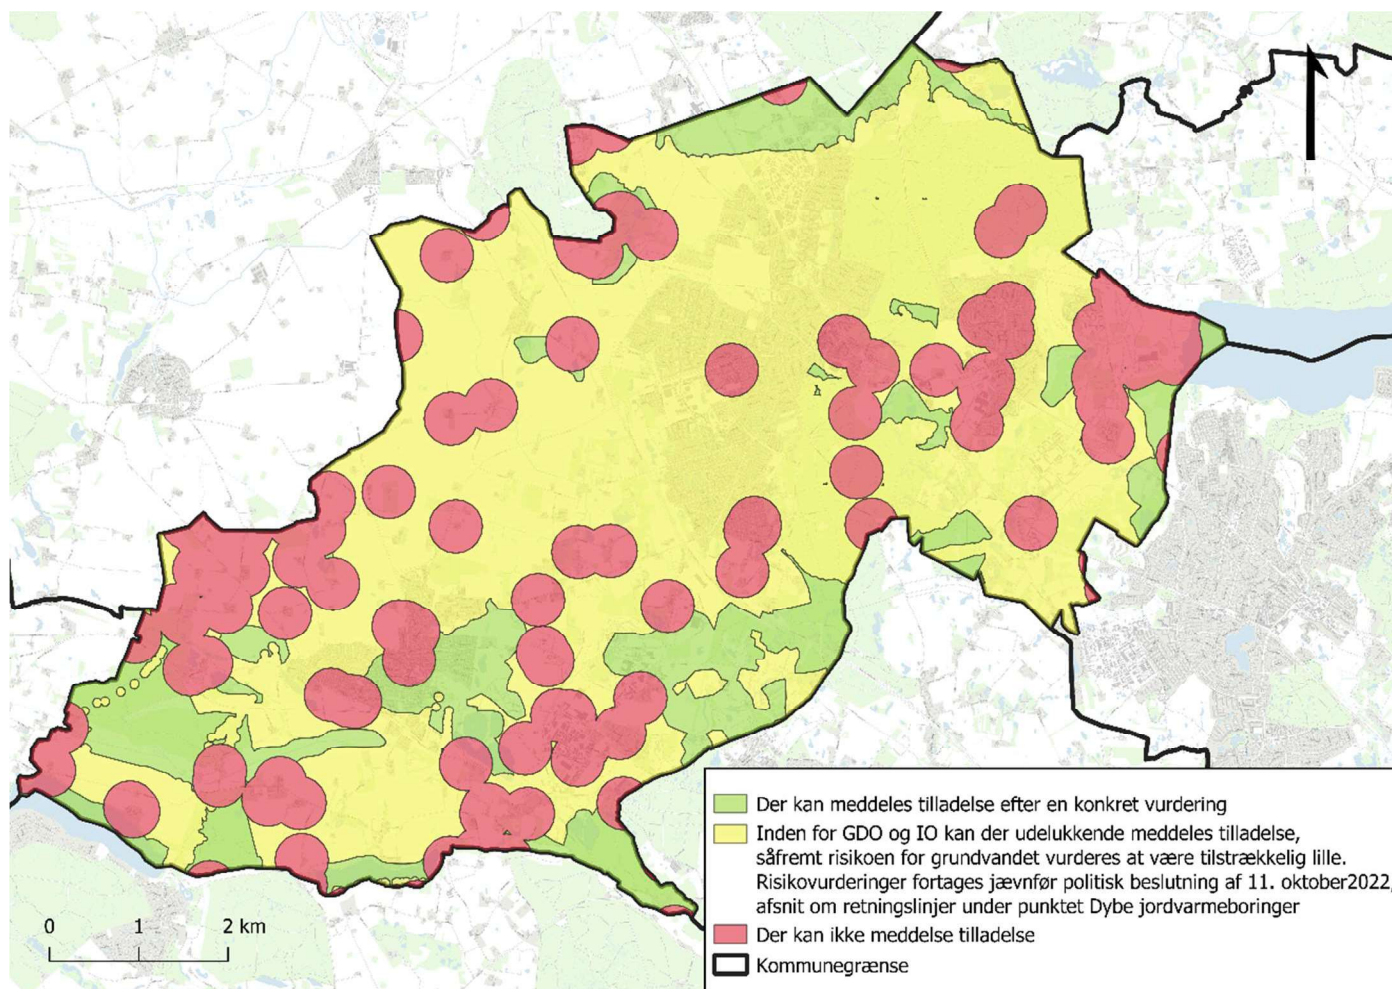 Der kan meddeles tilladelse efter en konkret vurdering
Inden for GDO og IO kan der udelukkende meddeles tilladelse,
såfremt risikoen for grundvandet vurderes at være tilstrækkelig lille.
Risikovurderinger fortages jævnfør politisk beslutning af 11. oktober2022,
afsnit om retningslinjer under punktet Dybe jordvarmeboringer
Der kan ikke meddelse tilladelse
Kommunegrænse
0 1 2 km